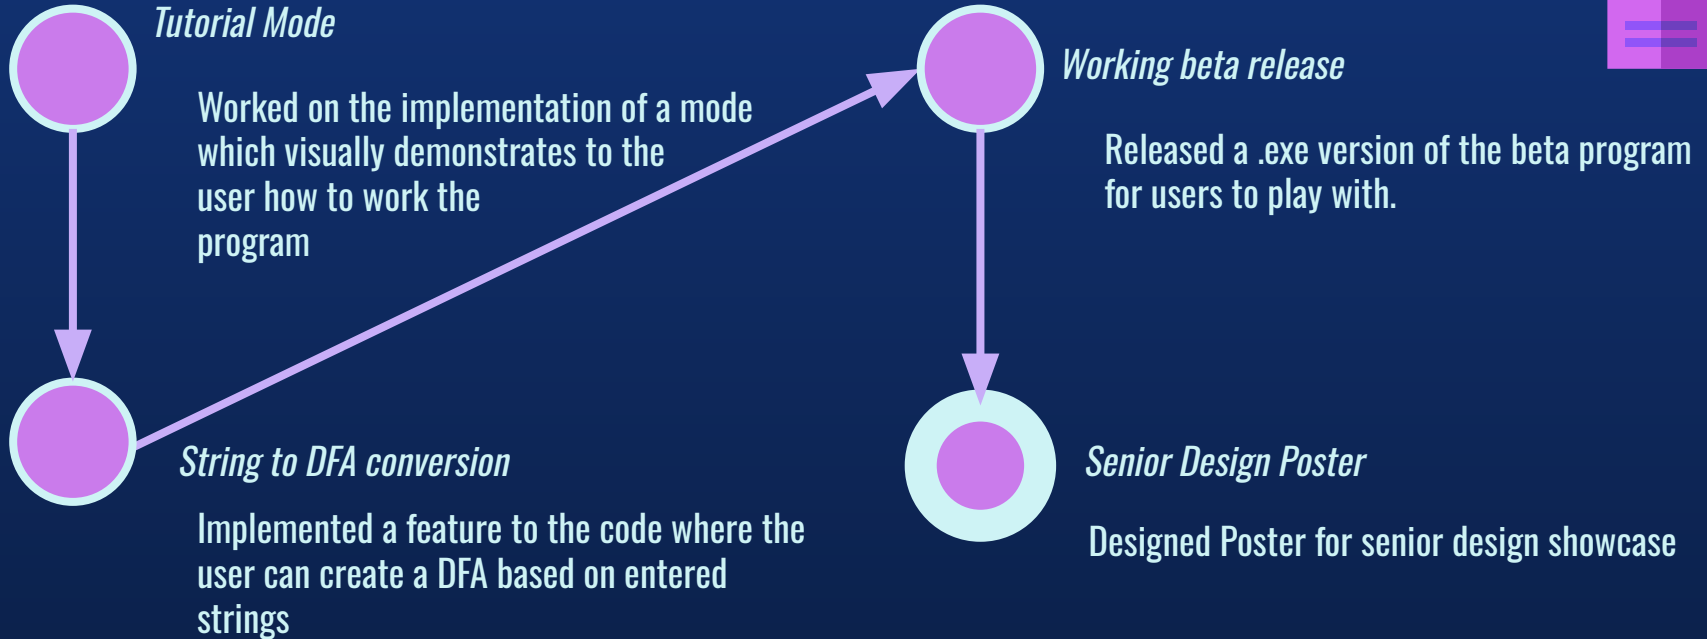 Tutorial Mode
Worked on the implementation of a mode
which visually demonstrates to the
user how to work the
program
String to DFA conversion
Implemented a feature to the code where the
user can create a DFA based on entered
strings
Working beta release
Released a .exe version of the beta program
for users to play with.
Senior Design Poster
Designed Poster for senior design showcase